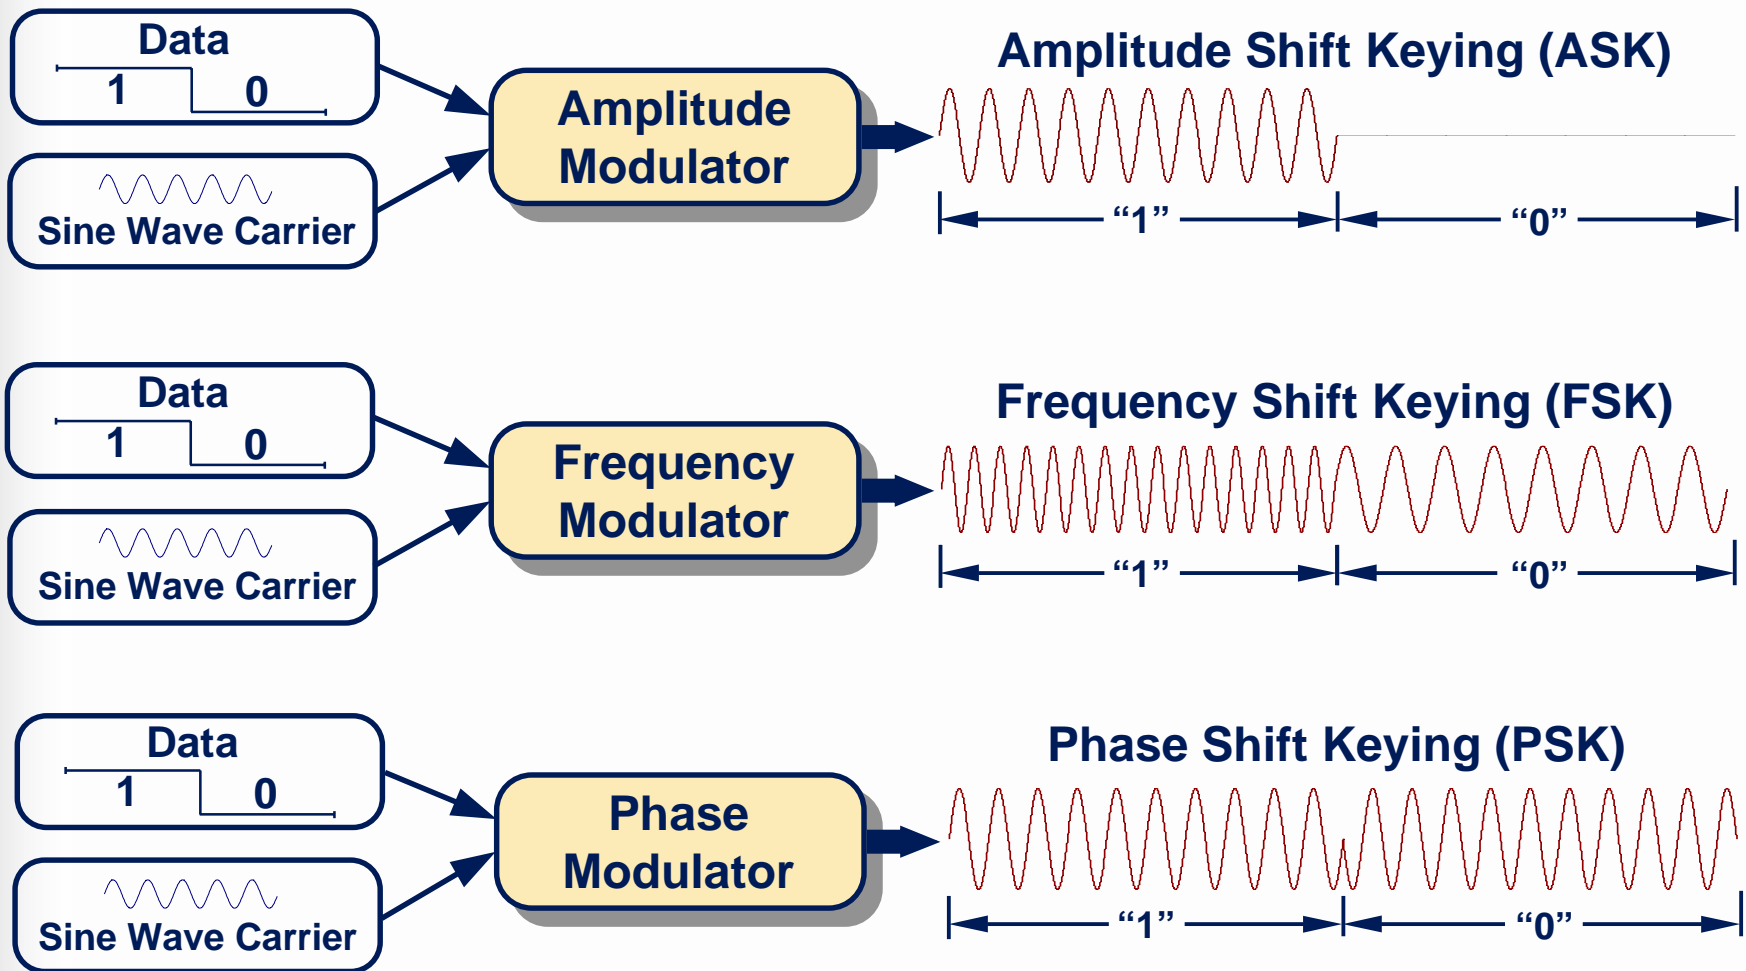 Data
1 0
Sine Wave Carrier
Amplitude
Modulator
Amplitude Shift Keying (ASK)
“1” “0”
Data
1 0
Sine Wave Carrier
Frequency
Modulator
Frequency Shift Keying (FSK)
“1” “0”
Data
1 0
Sine Wave Carrier
Phase
Modulator
Phase Shift Keying (PSK)
“1” “0”